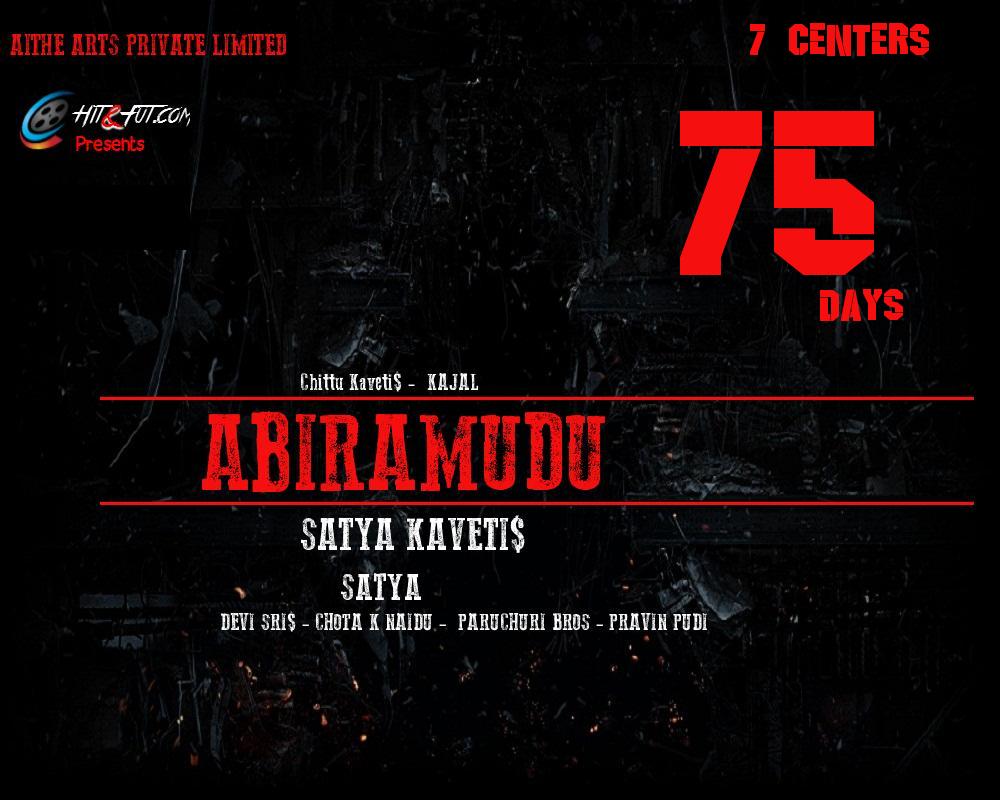 AITHE ARTS PRIVATE LIMITED
7 CENTERS
HIT&FUT.COM
Presents
75
DAYS
Chittu Kaveti$ - KAJAL
ABIRAMUDU
SATYA KAVETI$
SATYA
DEVI SRI$ - CHOTA K NAIDU - PARUCHURI BROS - PRAVIN PUDI